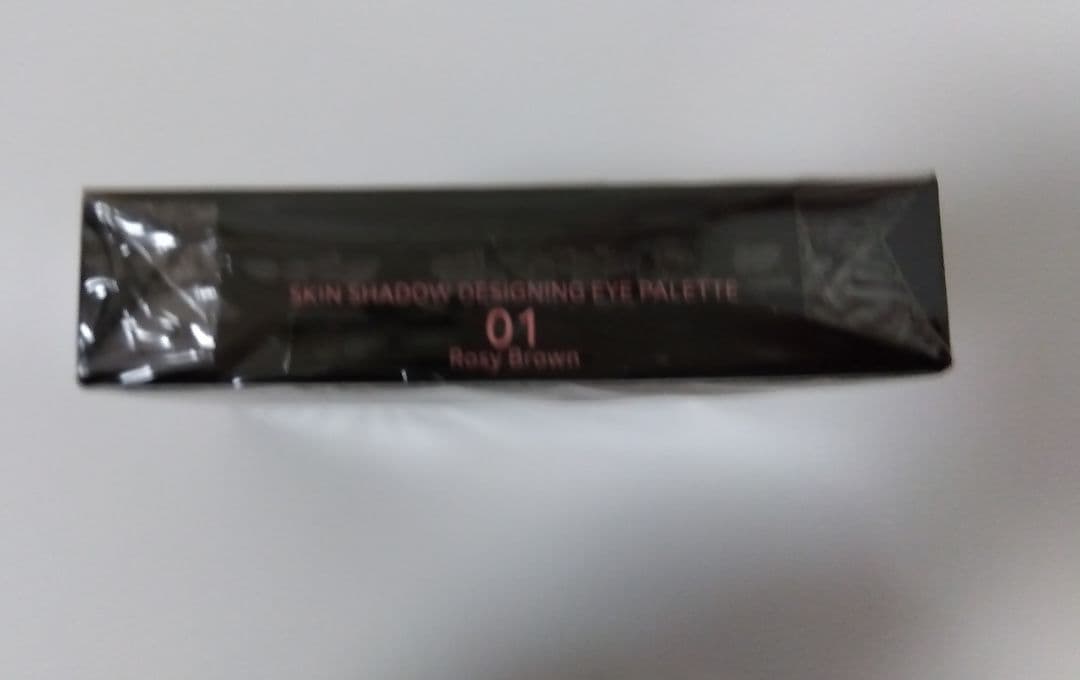 SKIN SHADOW DESIGNING EYE PALETTE
01
Rosy Brown